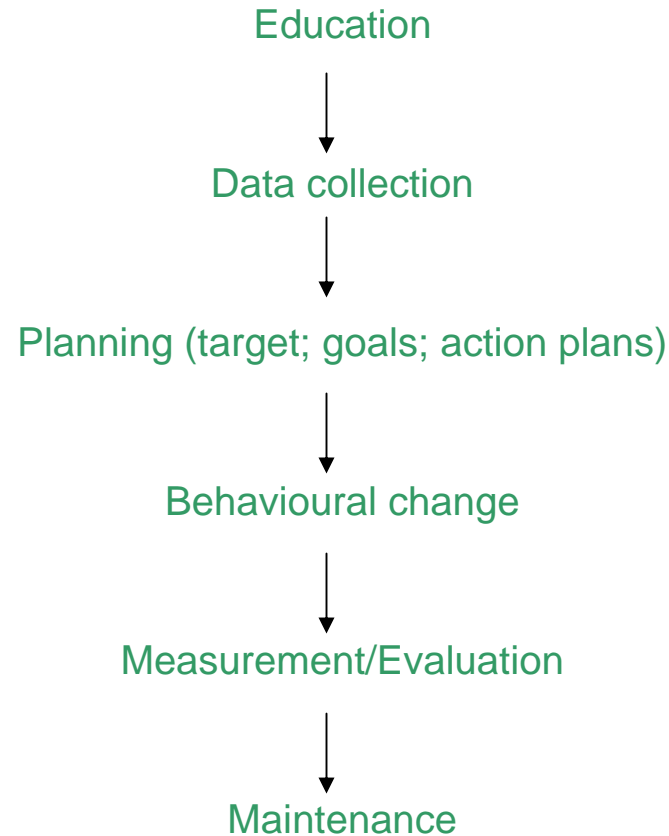 Education
Data collection
Planning (target; goals; action plans)
Behavioural change
Measurement/Evaluation
Maintenance